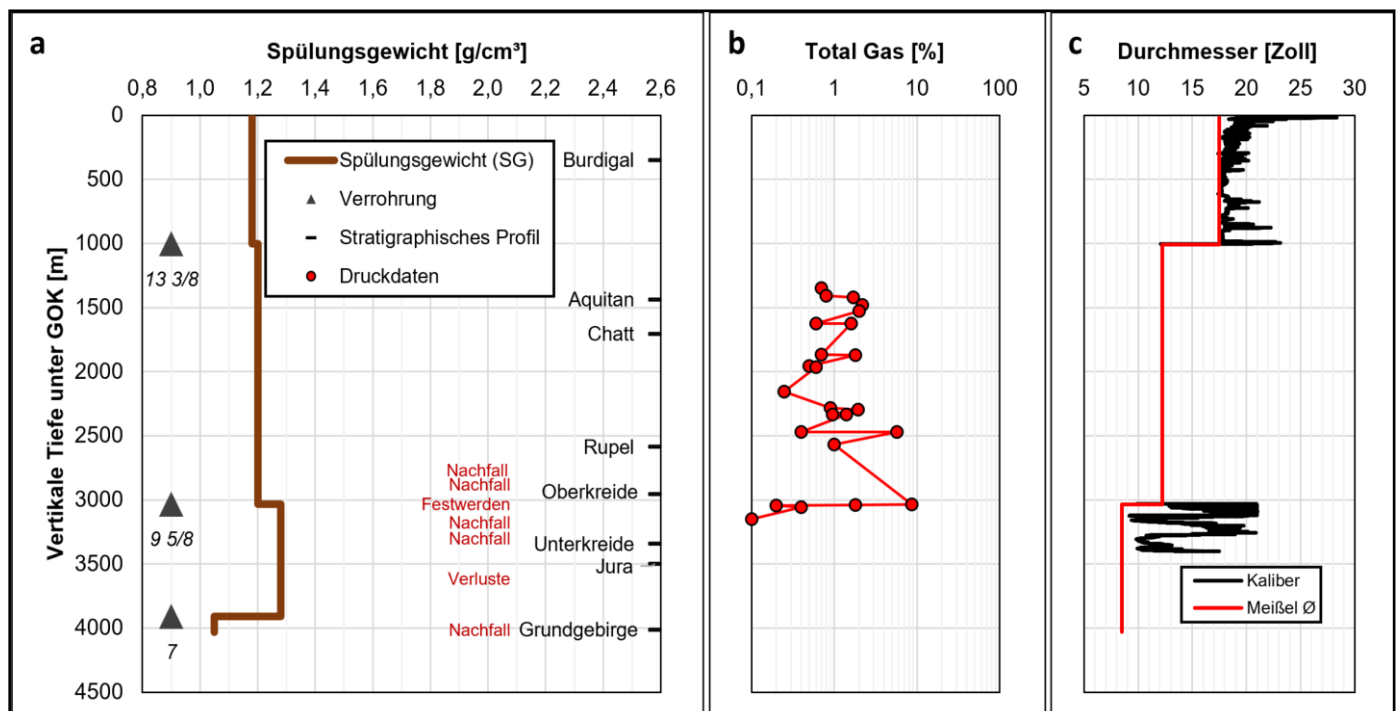 a
Spülungsgewicht [g/cm³]
0,8 1,0 1,2 1,4 1,6 1,8 2,0 2,2 2,4 2,6
Vertikale Tiefe unter GOK [m]
0
500
1000
1500
2000
2500
3000
3500
4000
4500
Spülungsgewicht (SG)
Verrohrung
Stratigraphisches Profil
Druckdaten
13 3/8
9 5/8
7
Burdigal
Aquitan
Chatt
Rupel
Oberkreide
Unterkreide
Jura
Grundgebirge
Nachfall
Nachfall
Festwerden
Nachfall
Nachfall
Verluste
Nachfall
b
Total Gas [%]
0,1 1 10 100
c
Durchmesser [Zoll]
5 10 15 20 25 30
Kaliber
Meißel Ø